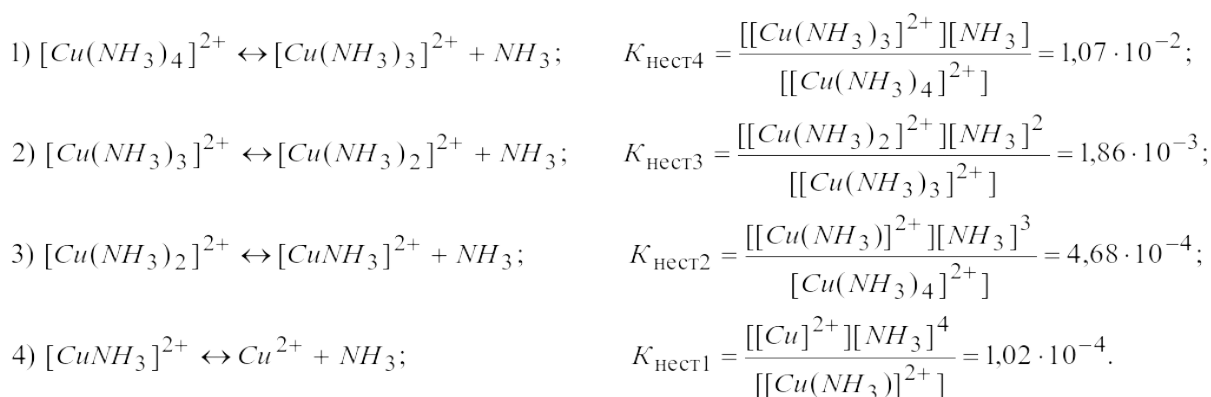 1) [Cu(NH₃)₄]²⁺ ↔ [Cu(NH₃)₃]²⁺ + NH₃; K_нест4 = [[Cu(NH₃)₃]²⁺][NH₃] / [[Cu(NH₃)₄]²⁺] = 1,07·10⁻²;
2) [Cu(NH₃)₃]²⁺ ↔ [Cu(NH₃)₂]²⁺ + NH₃; K_нест3 = [[Cu(NH₃)₂]²⁺][NH₃]² / [[Cu(NH₃)₃]²⁺] = 1,86·10⁻³;
3) [Cu(NH₃)₂]²⁺ ↔ [CuNH₃]²⁺ + NH₃; K_нест2 = [[Cu(NH₃)]²⁺][NH₃]³ / [Cu(NH₃)₄]²⁺] = 4,68·10⁻⁴;
4) [CuNH₃]²⁺ ↔ Cu²⁺ + NH₃; K_нест1 = [[Cu]²⁺][NH₃]⁴ / [[Cu(NH₃)]²⁺] = 1,02·10⁻⁴.